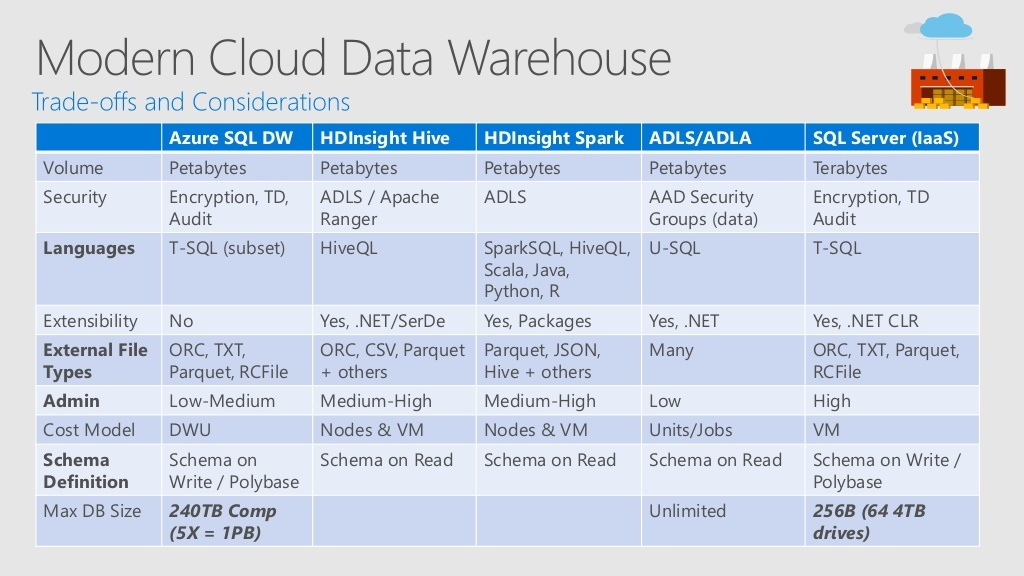 Modern Cloud Data Warehouse
Trade-offs and Considerations
Azure SQL DW HDInsight Hive HDInsight Spark ADLS/ADLA SQL Server (IaaS)
Volume Petabytes Petabytes Petabytes Petabytes Terabytes
Security Encryption, TD, ADLS / Apache ADLS AAD Security Encryption, TD
Audit Ranger Groups (data) Audit
Languages T-SQL (subset) HiveQL SparkSQL, HiveQL, U-SQL T-SQL
Scala, Java,
Python, R
Extensibility No Yes, .NET/SerDe Yes, Packages Yes, .NET Yes, .NET CLR
External File ORC, TXT, ORC, CSV, Parquet Parquet, JSON, Many ORC, TXT, Parquet,
Types Parquet, RCFile + others Hive + others RCFile
Admin Low-Medium Medium-High Medium-High Low High
Cost Model DWU Nodes & VM Nodes & VM Units/Jobs VM
Schema Schema on Schema on Read Schema on Read Schema on Read Schema on Write /
Definition Write / Polybase Polybase
Max DB Size 240TB Comp Unlimited 256B (64 4TB
(5X = 1PB) drives)